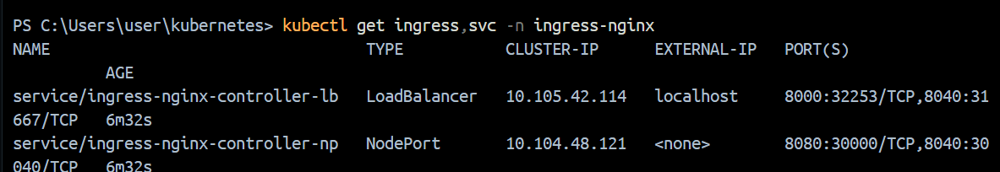 PS C:\Users\user\kubernetes> kubectl get ingress,svc -n ingress-nginx
NAME TYPE CLUSTER-IP EXTERNAL-IP PORT(S)
AGE
service/ingress-nginx-controller-lb LoadBalancer 10.105.42.114 localhost 8000:32253/TCP,8040:31
667/TCP 6m32s
service/ingress-nginx-controller-np NodePort 10.104.48.121 <none> 8080:30000/TCP,8040:30
040/TCP 6m32s